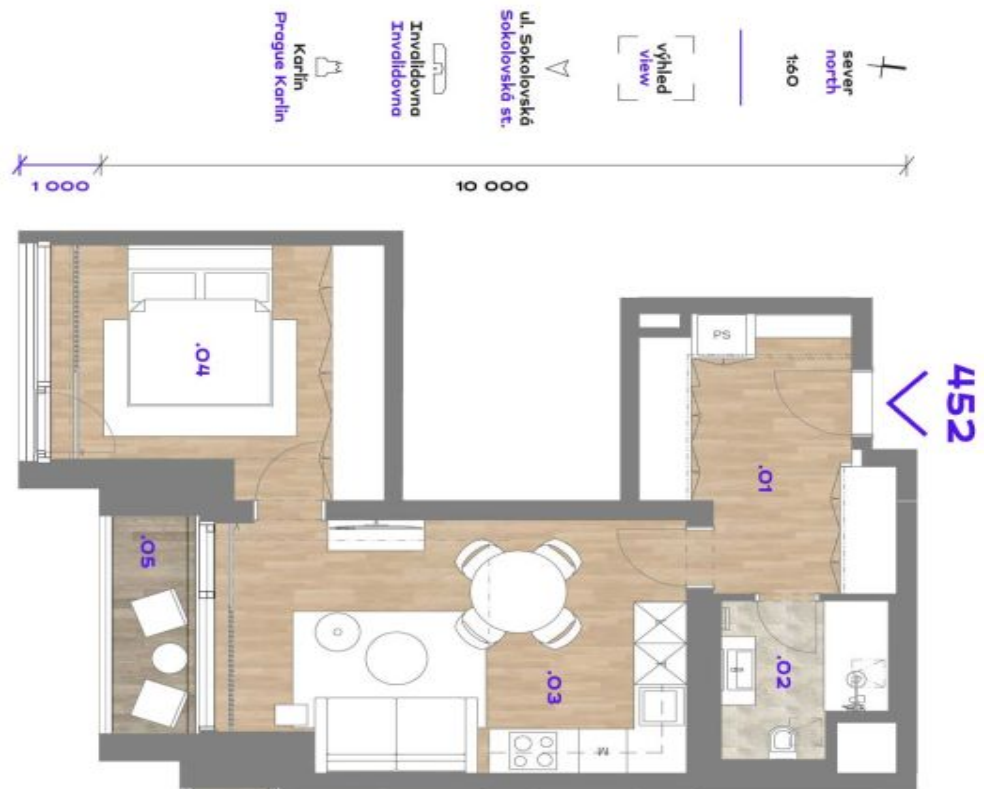 452
sever
north
1:60
výhled
view
ul. Sokolovská
Sokolovská st.
Invalidovna
Invalidovna
Karlín
Prague Karlin
10 000
1 000
PS
.01
.02
.03
M
.04
.05